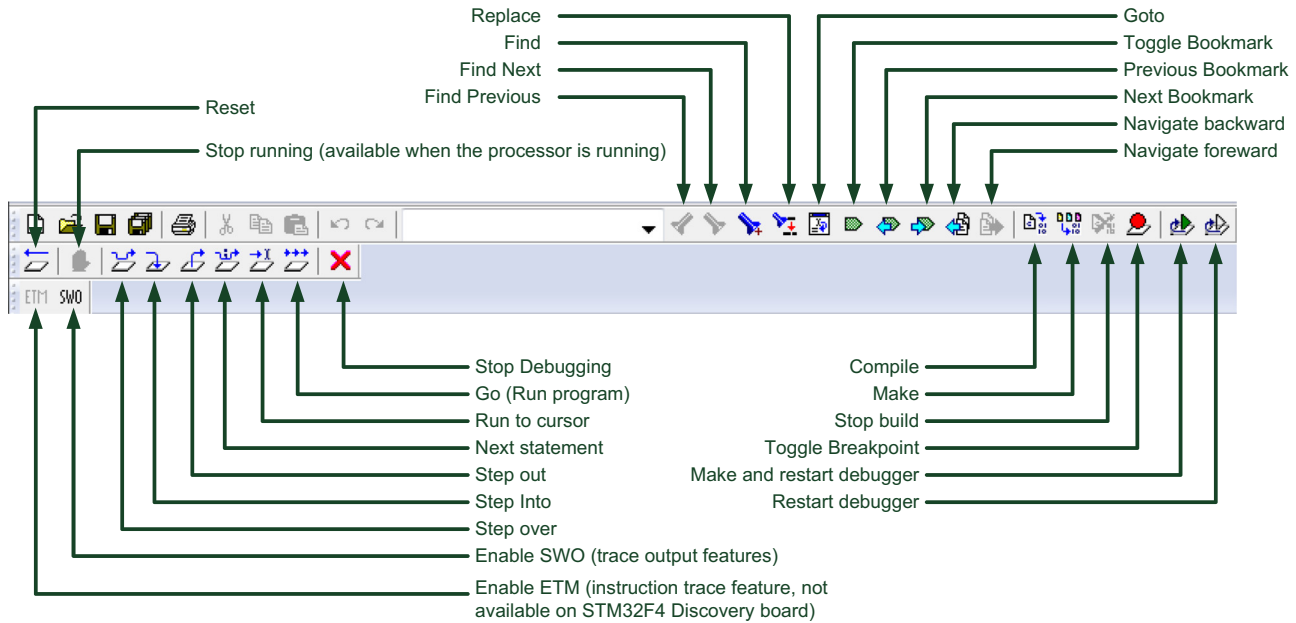 Replace
Goto
Find
Toggle Bookmark
Find Next
Previous Bookmark
Find Previous
Next Bookmark
Reset
Navigate backward
Stop running (available when the processor is running)
Navigate foreward
ETM SWO
Stop Debugging
Compile
Go (Run program)
Make
Run to cursor
Stop build
Next statement
Toggle Breakpoint
Step out
Make and restart debugger
Step Into
Restart debugger
Step over
Enable SWO (trace output features)
Enable ETM (instruction trace feature, not
available on STM32F4 Discovery board)